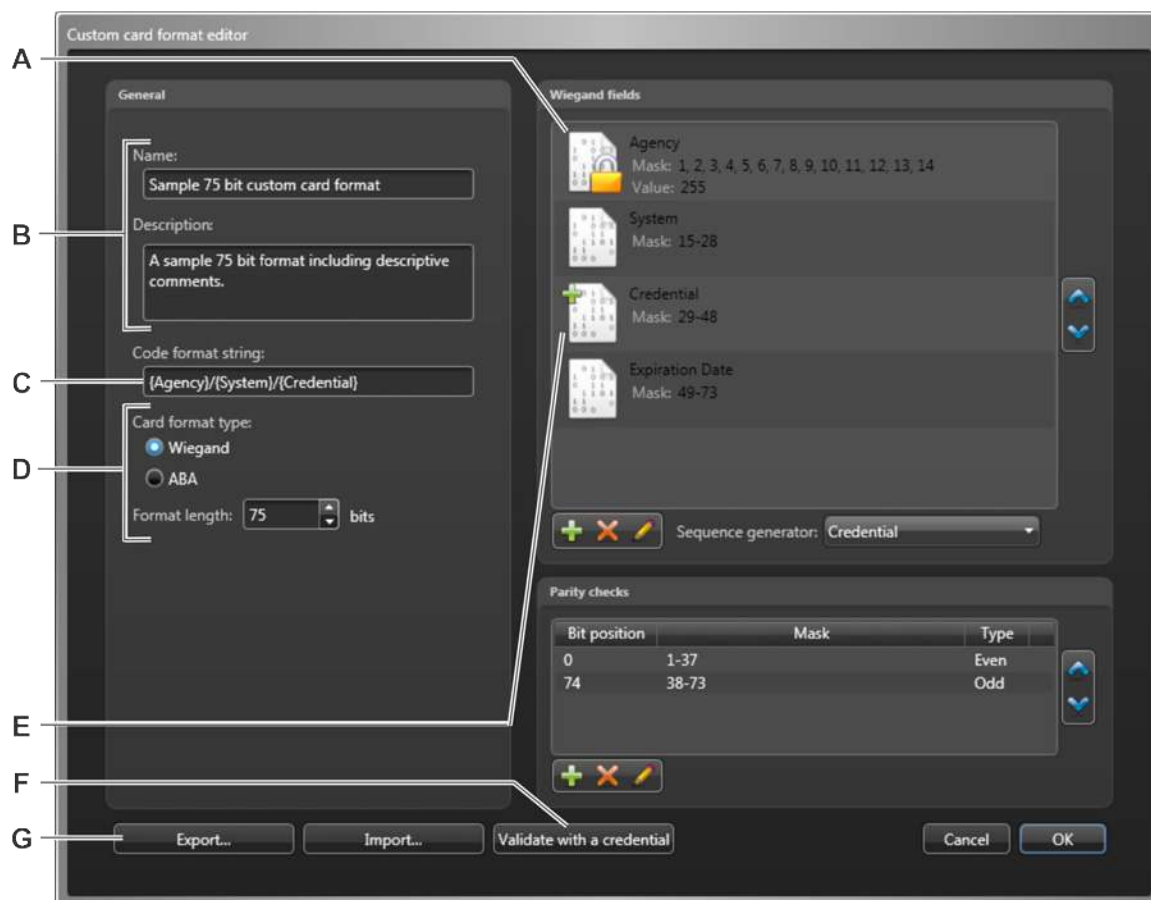 Custom card format editor
A
General
Name:
Sample 75 bit custom card format
B
Description:
A sample 75 bit format including descriptive
comments.
Code format string:
C
{Agency}/{System}/{Credential}
Card format type:
D
Wiegand
ABA
Format length: 75 bits
Wiegand fields
Agency
Mask: 1, 2, 3, 4, 5, 6, 7, 8, 9, 10, 11, 12, 13, 14
Value: 255
System
Mask: 15-28
Credential
Mask: 29-48
Expiration Date
Mask: 49-73
Sequence generator: Credential
Parity checks
Bit position Mask Type
0 1-37 Even
74 38-73 Odd
E
F
G
Export... Import... Validate with a credential Cancel OK